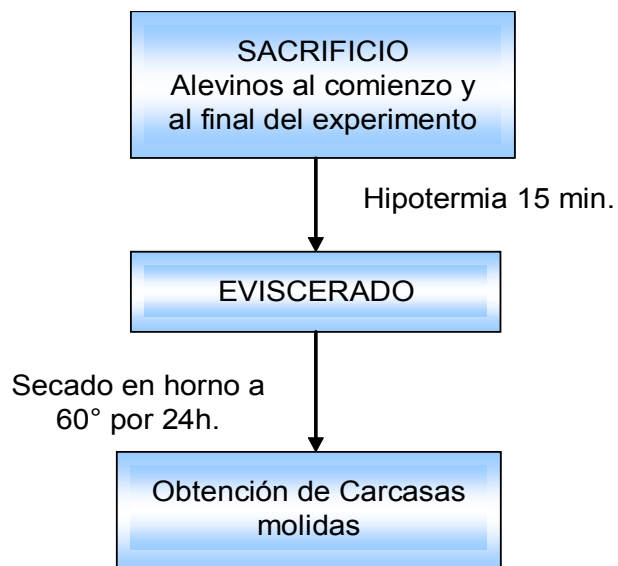 SACRIFICIO
Alevinos al comienzo y
al final del experimento
Hipotermia 15 min.
EVISCERADO
Secado en horno a
60° por 24h.
Obtención de Carcasas
molidas